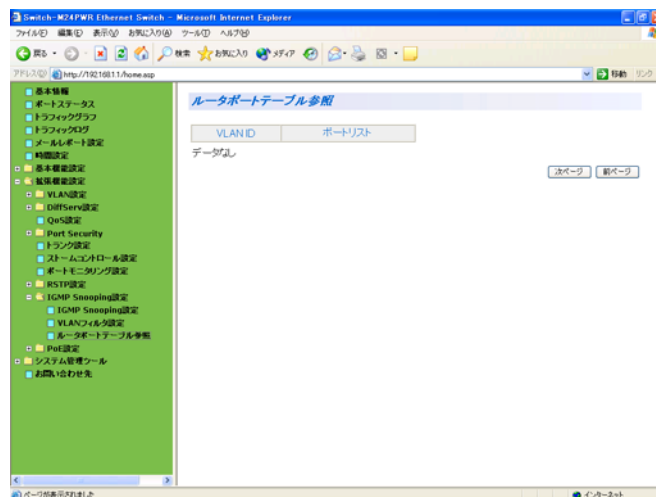 Switch-M24PWR Ethernet Switch - Microsoft Internet Explorer
ファイル(F) 編集(E) 表示(V) お気に入り(A) ツール(T) ヘルプ(H)
戻る 検索 お気に入り メディア
アドレス(D) http://192.168.1.1/home.asp 移動 リンク
基本情報
ポートステータス
トラフィックグラフ
トラフィックログ
メールレポート設定
時間設定
基本機能設定
拡張機能設定
VLAN設定
DiffServ設定
QoS設定
Port Security
トランク設定
ストームコントロール設定
ポートモニタリング設定
RSTP設定
IGMP Snooping設定
IGMP Snooping設定
VLANフィルタ設定
ルータポートテーブル参照
PoE設定
システム管理ツール
お問い合わせ先
ルータポートテーブル参照
VLAN ID ポートリスト
データなし
次ページ 前ページ
ページが表示されました インターネット